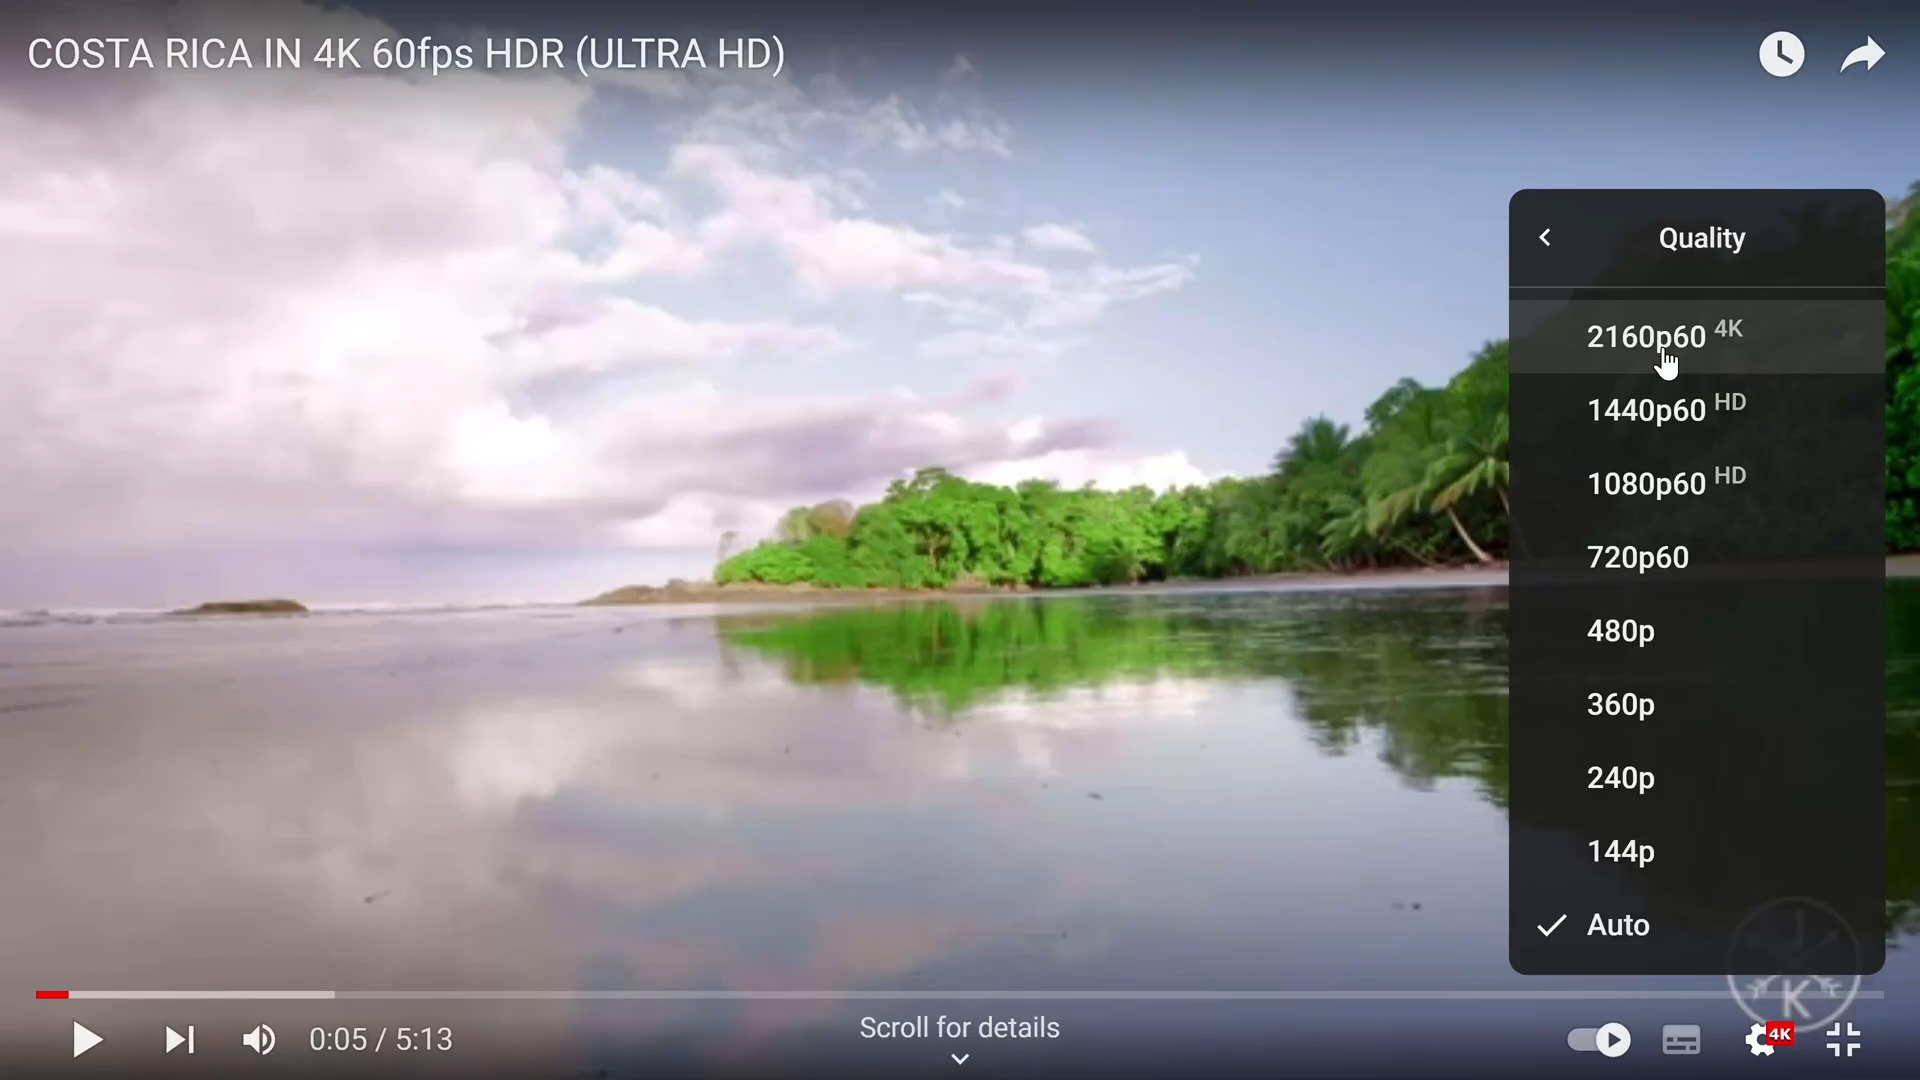 COSTA RICA IN 4K 60fps HDR (ULTRA HD)
Quality
2160p60 4K
1440p60 HD
1080p60 HD
720p60
480p
360p
240p
144p
Auto
J
K
0:05 / 5:13
Scroll for details
4K